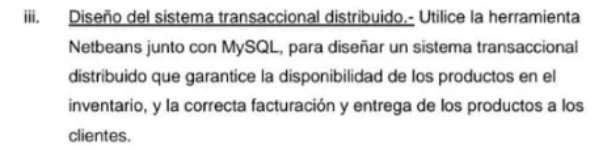 iii. Diseño del sistema transaccional distribuido.- Utilice la herramienta
Netbeans junto con MySQL, para diseñar un sistema transaccional
distribuido que garantice la disponibilidad de los productos en el
inventario, y la correcta facturación y entrega de los productos a los
clientes.